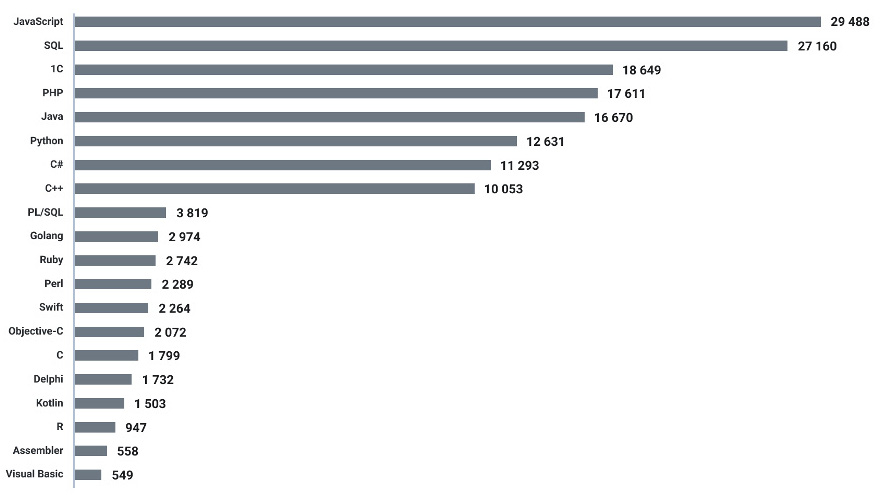 JavaScript 29 488
SQL 27 160
1C 18 649
PHP 17 611
Java 16 670
Python 12 631
C# 11 293
C++ 10 053
PL/SQL 3 819
Golang 2 974
Ruby 2 742
Perl 2 289
Swift 2 264
Objective-C 2 072
C 1 799
Delphi 1 732
Kotlin 1 503
R 947
Assembler 558
Visual Basic 549